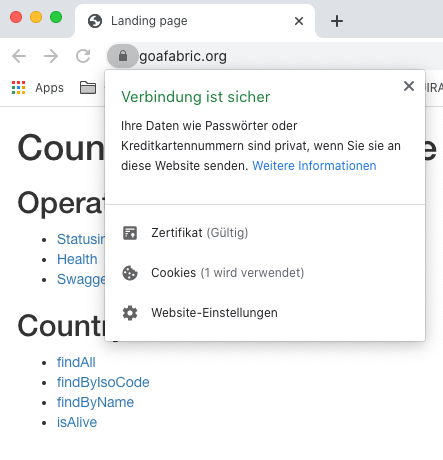 Landing page
goafabric.org
Apps
JIRA
Verbindung ist sicher
Ihre Daten wie Passwörter oder
Kreditkartennummern sind privat, wenn Sie sie an
diese Website senden. Weitere Informationen
Zertifikat (Gültig)
Cookies (1 wird verwendet)
Website-Einstellungen
Coun e
Operat
Statusin
Health
Swagge
Country
findAll
findByIsoCode
findByName
isAlive